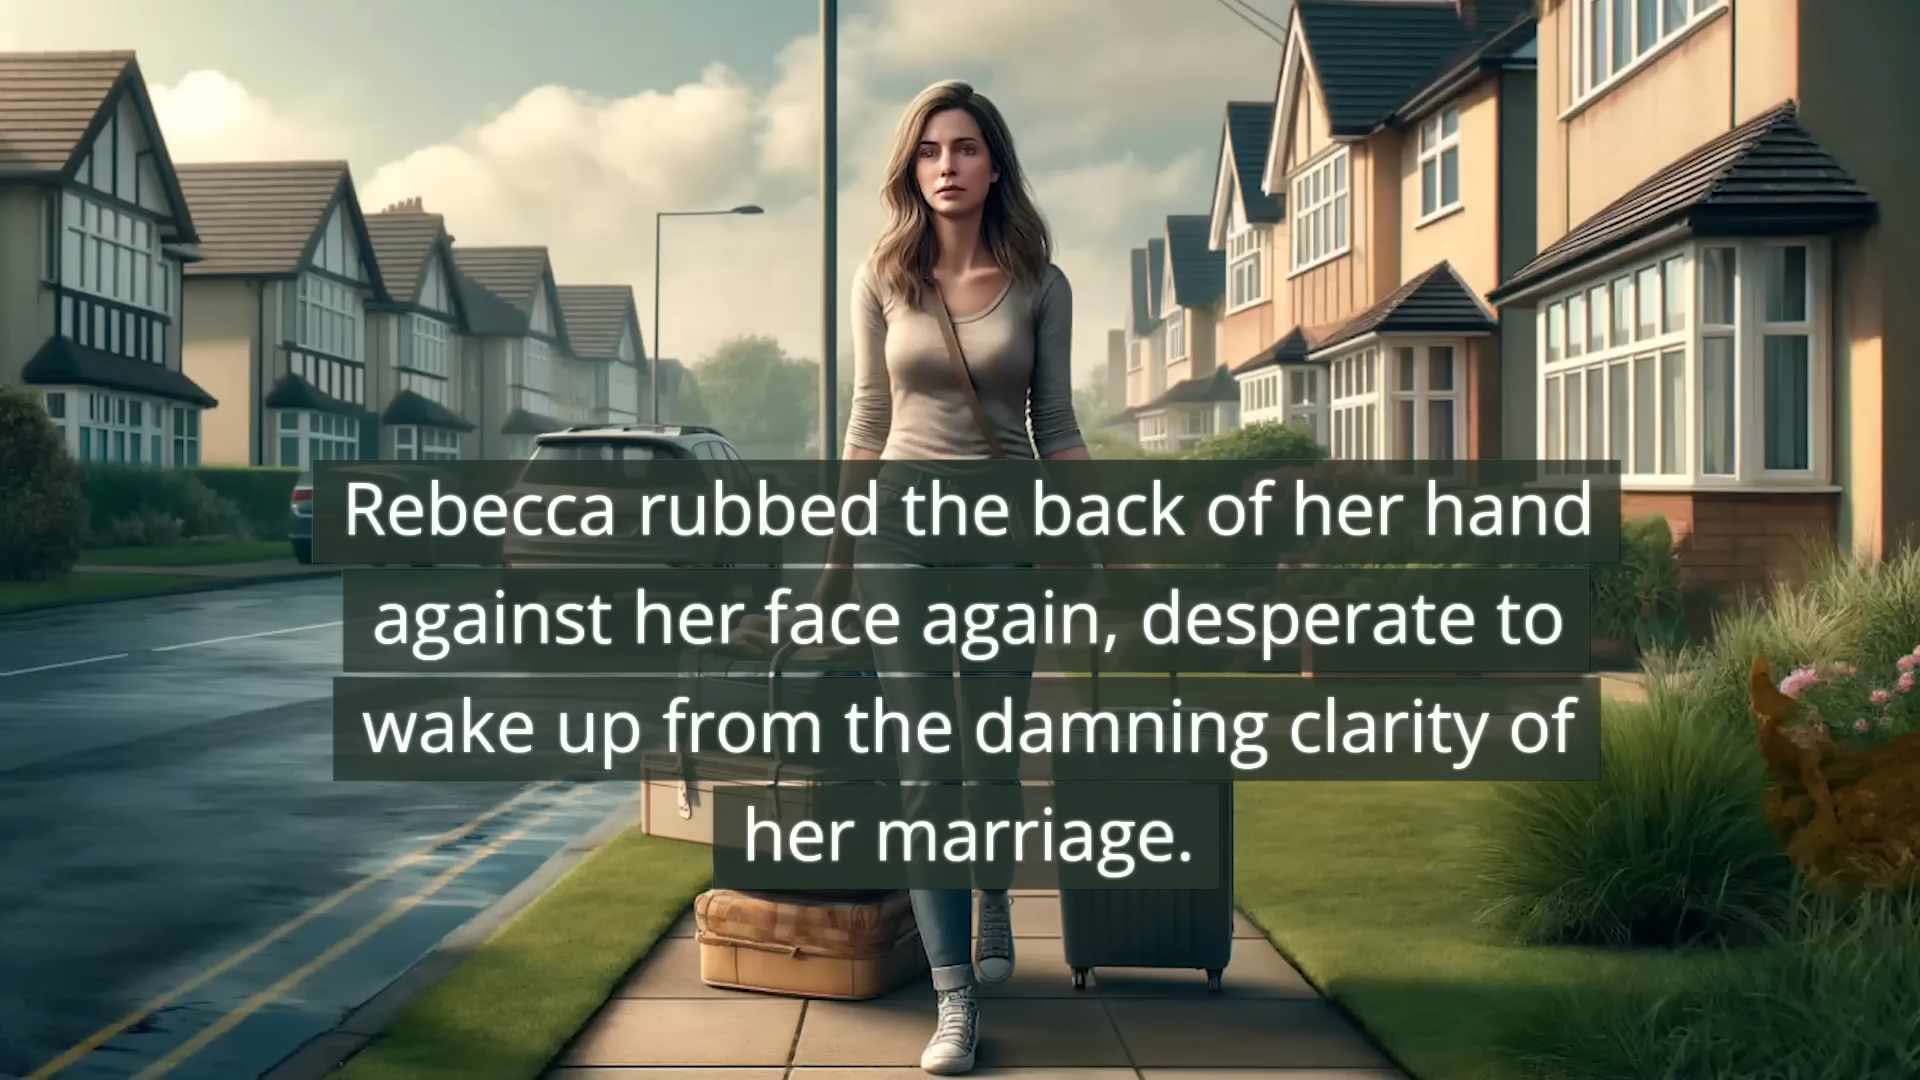 Rebecca rubbed the back of her hand
against her face again, desperate to
wake up from the damning clarity of
her marriage.